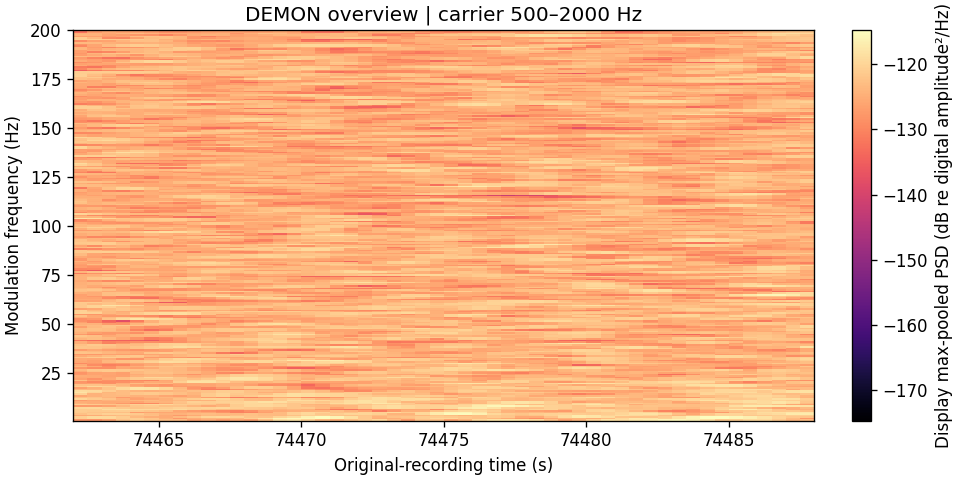 DEMON overview | carrier 500–2000 Hz
200
175
150
125
100
75
50
25
Modulation frequency (Hz)
74465 74470 74475 74480 74485
Original-recording time (s)
−120
−130
−140
−150
−160
−170
Display max-pooled PSD (dB re digital amplitude²/Hz)